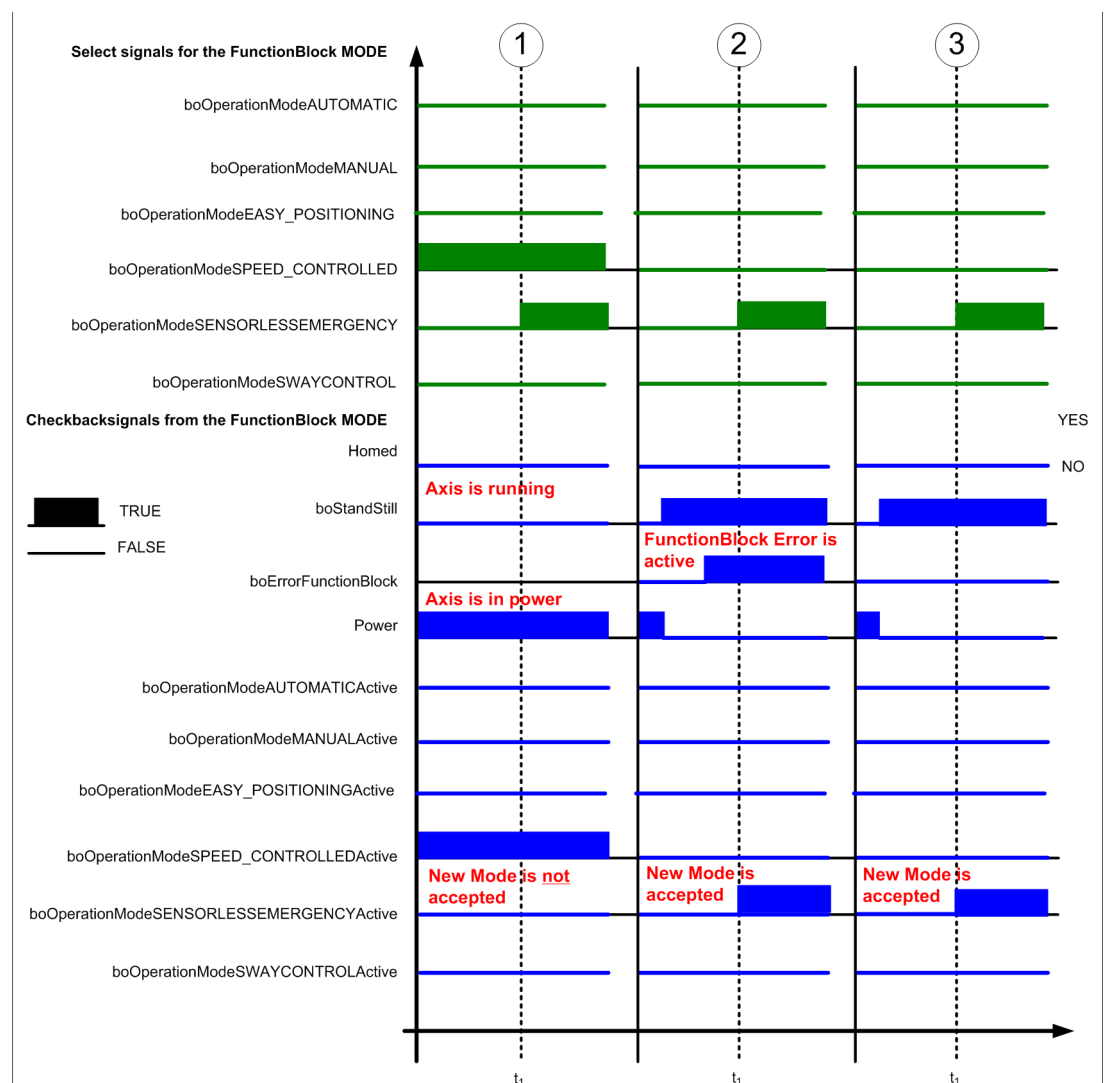 1
2
3
Select signals for the FunctionBlock MODE
boOperationModeAUTOMATIC
boOperationModeMANUAL
boOperationModeEASY_POSITIONING
boOperationModeSPEED_CONTROLLED
boOperationModeSENSORLESSEMERGENCY
boOperationModeSWAYCONTROL
Checkbacksignals from the FunctionBlock MODE
YES
Homed
NO
Axis is running
boStandStill
TRUE
FALSE
FunctionBlock Error is
active
boErrorFunctionBlock
Axis is in power
Power
boOperationModeAUTOMATICActive
boOperationModeMANUALActive
boOperationModeEASY_POSITIONINGActive
boOperationModeSPEED_CONTROLLEDActive
New Mode is not
accepted
New Mode is
accepted
New Mode is
accepted
boOperationModeSENSORLESSEMERGENCYActive
boOperationModeSWAYCONTROLActive
t1
t1
t1